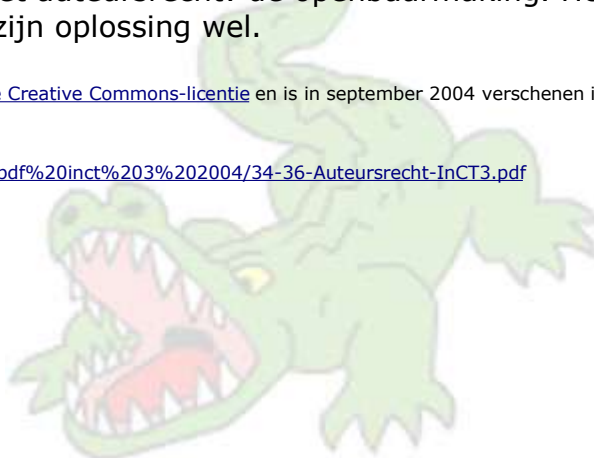 zijn oplossing wel.
Creative Commons-licentie en is in september 2004 verschenen i
pdf%20inct%203%202004/34-36-Auteursrecht-InCT3.pdf